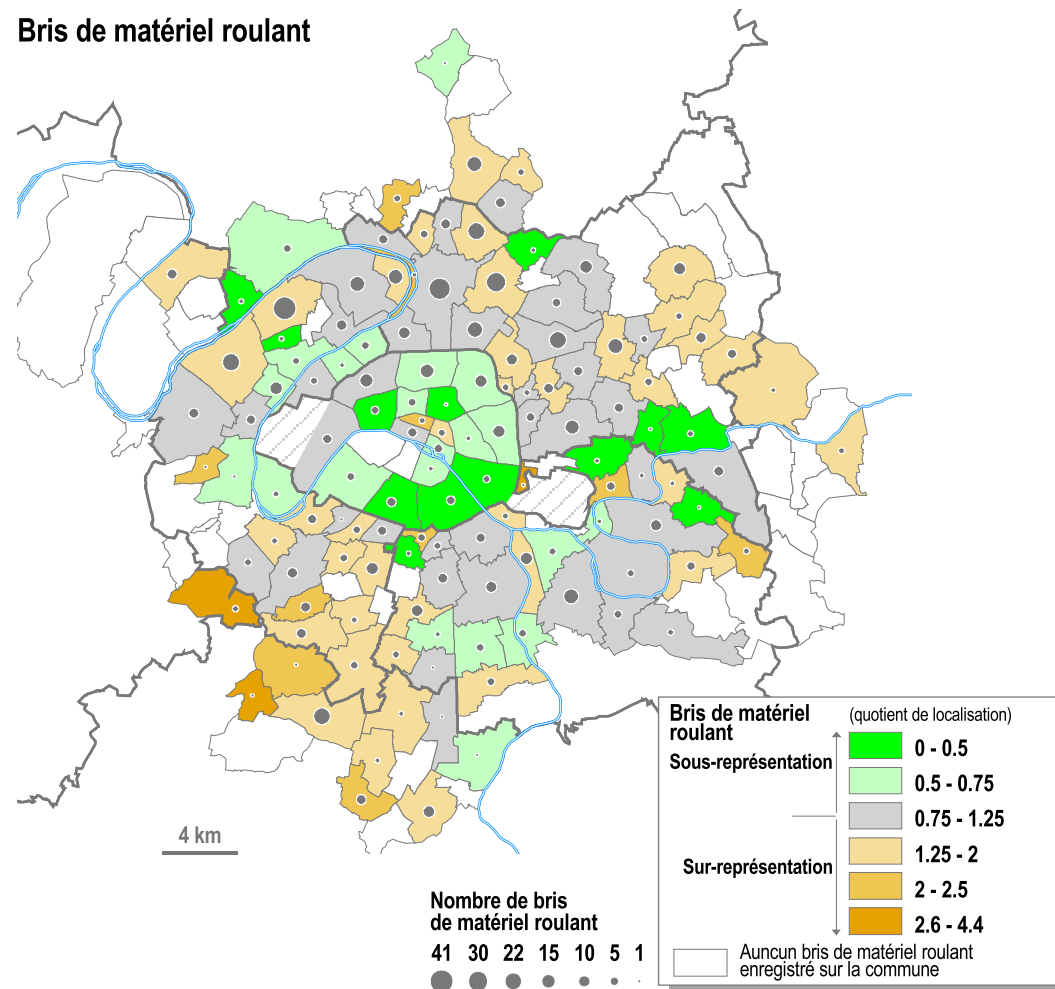 Bris de matériel roulant
4 km
Nombre de bris
de matériel roulant
41 30 22 15 10 5 1
Bris de matériel
roulant
(quotient de localisation)
Sous-représentation
Sur-représentation
0 - 0.5
0.5 - 0.75
0.75 - 1.25
1.25 - 2
2 - 2.5
2.6 - 4.4
Auncun bris de matériel roulant
enregistré sur la commune